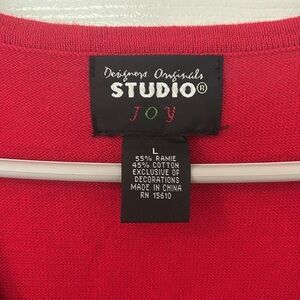 Designers Originals
STUDIO®
JOY
L
55% RAMIE
45% COTTON
EXCLUSIVE OF
DECORATIONS
MADE IN CHINA
RN 15610